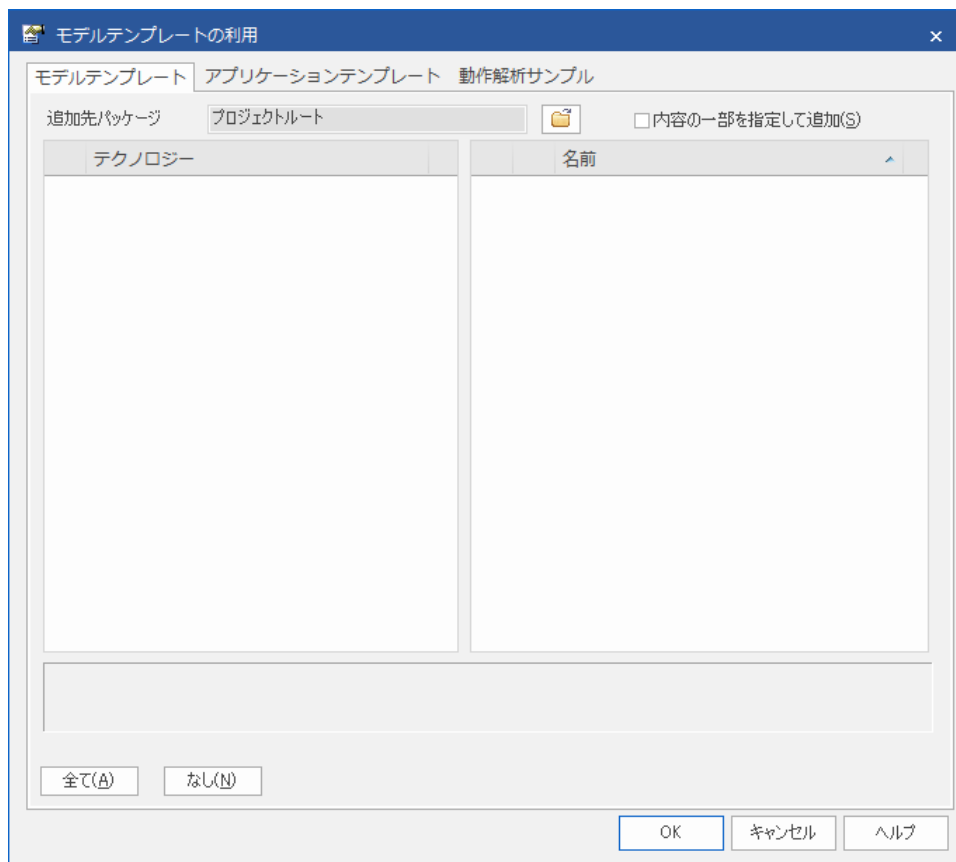 モデルテンプレートの利用
モデルテンプレート アプリケーションテンプレート 動作解析サンプル
追加先パッケージ プロジェクトルート 内容の一部を指定して追加(S)
テクノロジー 名前
全て(A) なし(N)
OK キャンセル ヘルプ